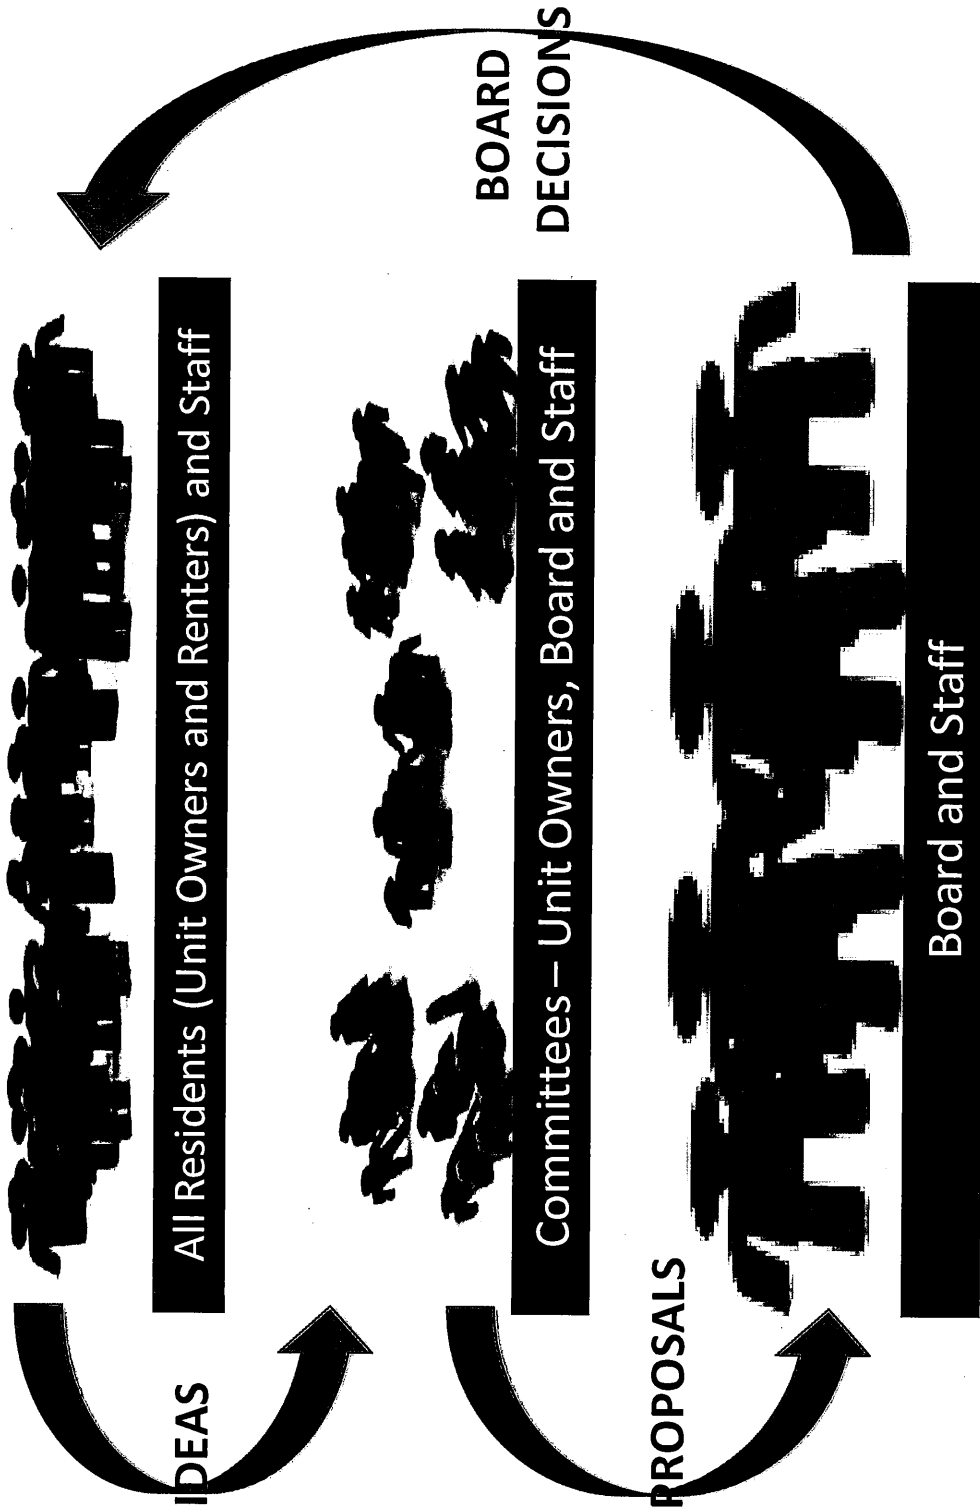 All Residents (Unit Owners and Renters) and Staff
IDEAS
Committees – Unit Owners, Board and Staff
BOARD
DECISIONS
PROPOSALS
Board and Staff